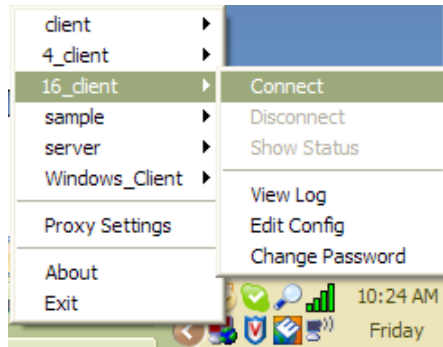 client
4_client
16_client
sample
server
Windows_Client
Proxy Settings
About
Exit
Connect
Disconnect
Show Status
View Log
Edit Config
Change Password
10:24 AM
Friday